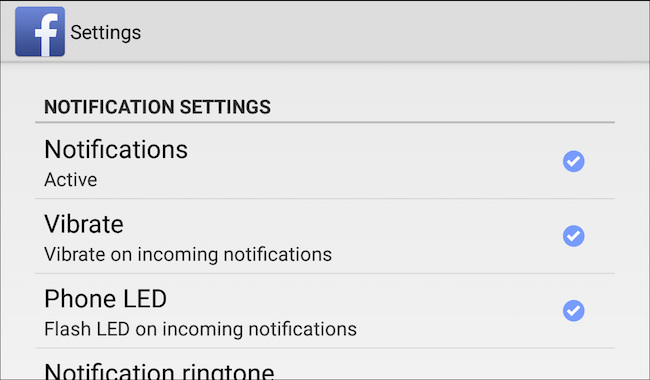 Settings
NOTIFICATION SETTINGS
Notifications
Active
Vibrate
Vibrate on incoming notifications
Phone LED
Flash LED on incoming notifications
Notification ringtone